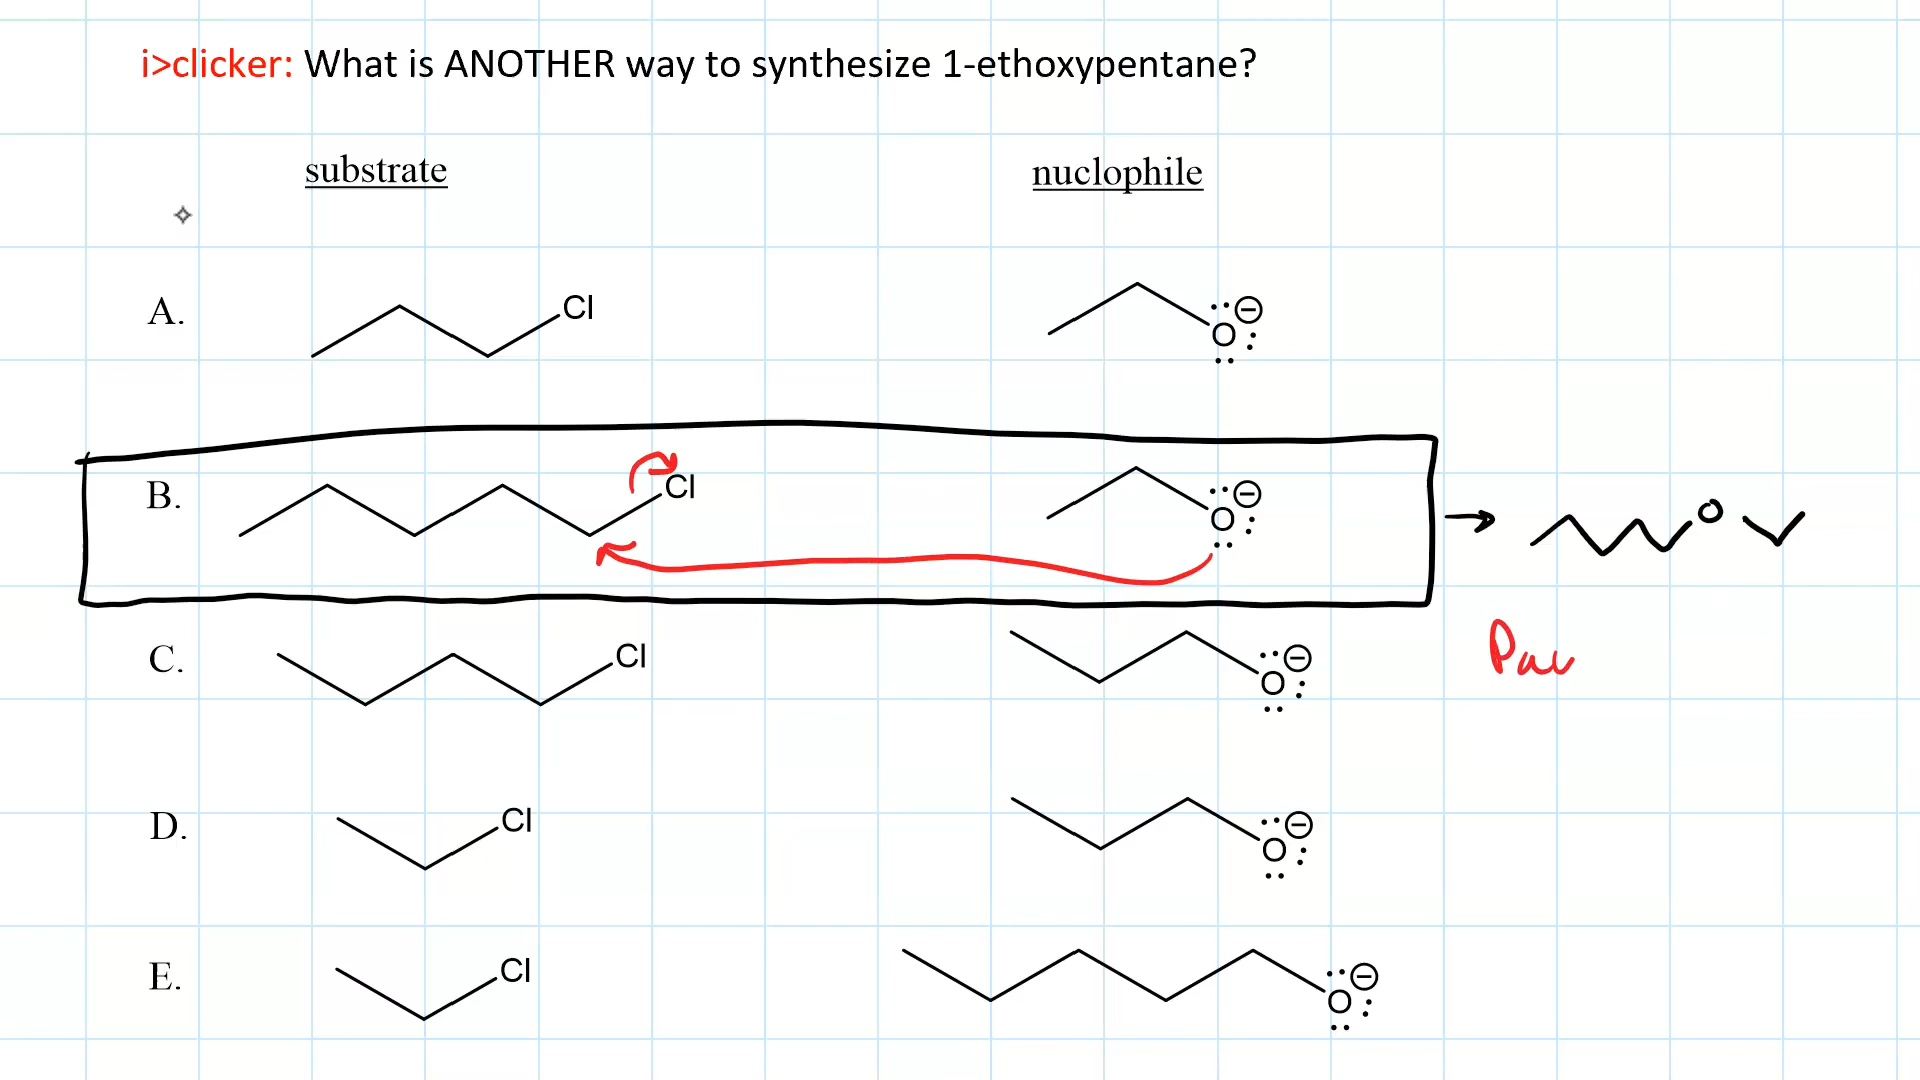 i>clicker: What is ANOTHER way to synthesize 1-ethoxypentane?
substrate nuclophile
A. Cl O
B. Cl O O
C. Cl O
D. Cl O
E. Cl O